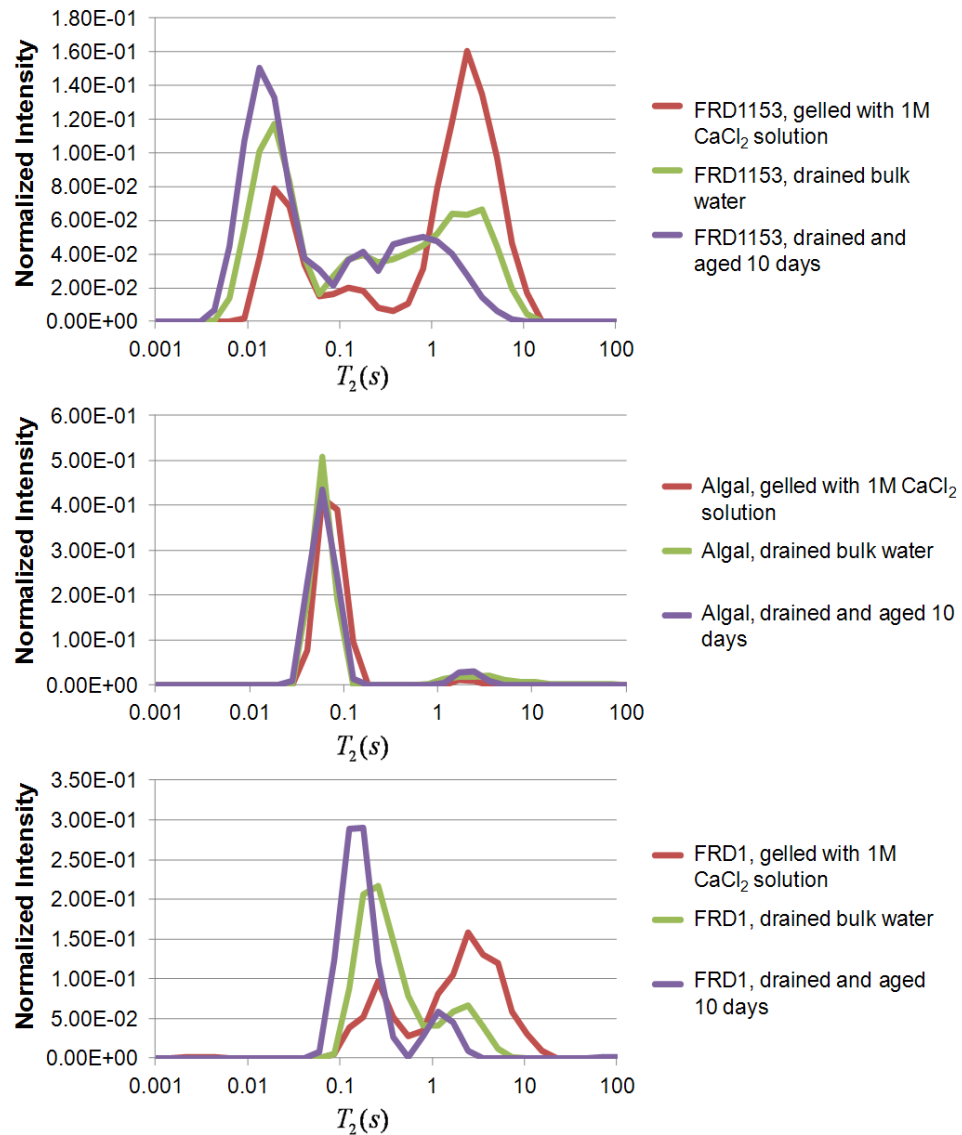 Normalized Intensity
1.80E-01
1.60E-01
1.40E-01
1.20E-01
1.00E-01
8.00E-02
6.00E-02
4.00E-02
2.00E-02
0.00E+00
0.001 0.01 0.1 1 10 100
T₂(s)
FRD1153, gelled with 1M
CaCl₂ solution
FRD1153, drained bulk
water
FRD1153, drained and
aged 10 days
Normalized Intensity
6.00E-01
5.00E-01
4.00E-01
3.00E-01
2.00E-01
1.00E-01
0.00E+00
0.001 0.01 0.1 1 10 100
T₂(s)
Algal, gelled with 1M CaCl₂
solution
Algal, drained bulk water
Algal, drained and aged 10
days
Normalized Intensity
3.50E-01
3.00E-01
2.50E-01
2.00E-01
1.50E-01
1.00E-01
5.00E-02
0.00E+00
0.001 0.01 0.1 1 10 100
T₂(s)
FRD1, gelled with 1M
CaCl₂ solution
FRD1, drained bulk water
FRD1, drained and aged
10 days